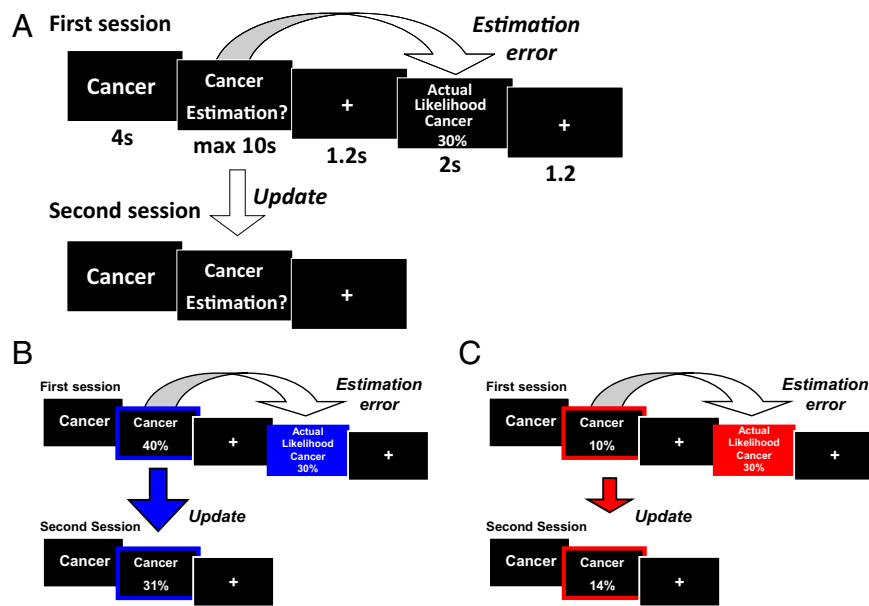 A
First session
Estimation
error
Cancer
Cancer
Estimation?
+
Actual
Likelihood
Cancer
30%
+
4s
max 10s
1.2s
2s
1.2
Update
Second session
Cancer
Cancer
Estimation?
+
B
First session
Estimation
error
Cancer
Cancer
40%
+
Actual
Likelihood
Cancer
30%
+
Update
Second Session
Cancer
Cancer
31%
+
C
First session
Estimation
error
Cancer
Cancer
10%
+
Actual
Likelihood
Cancer
30%
+
Update
Second Session
Cancer
Cancer
14%
+